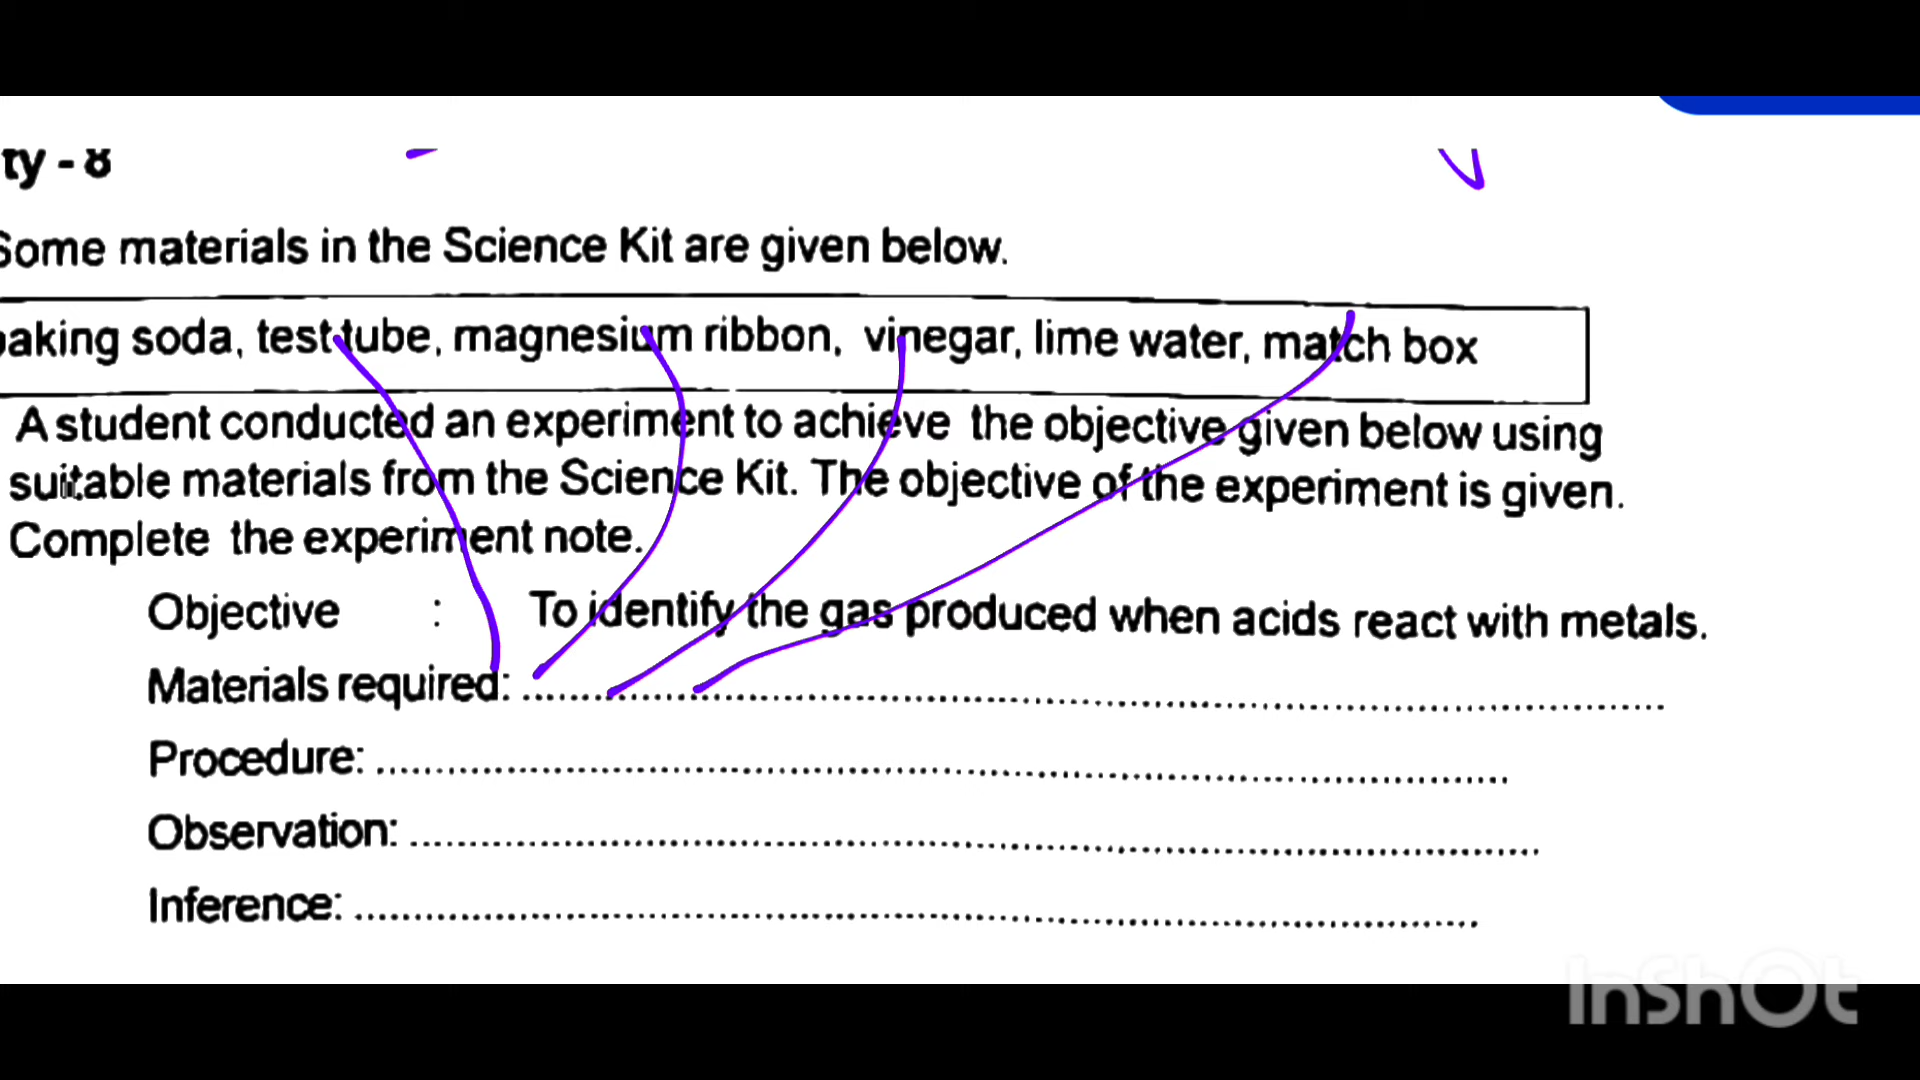 ty - 8
Some materials in the Science Kit are given below.
baking soda, test tube, magnesium ribbon, vinegar, lime water, match box
A student conducted an experiment to achieve the objective given below using
suitable materials from the Science Kit. The objective of the experiment is given.
Complete the experiment note.
Objective : To identify the gas produced when acids react with metals.
Materials required: ........................................
Procedure: ........................................
Observation: ........................................
Inference: ........................................
InShOt